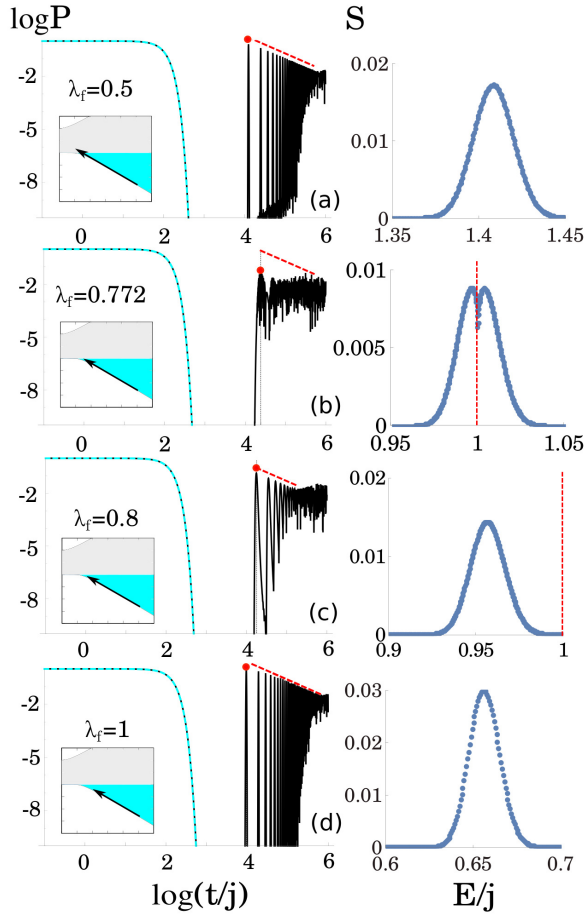 logP S
-2
-5
-8
λf=0.5
(a)
0 2 4 6
0.02
0.01
0
1.35 1.4 1.45
-2
-5
-8
λf=0.772
(b)
0 2 4 6
0.01
0.005
0
0.95 1 1.05
-2
-5
-8
λf=0.8
(c)
0 2 4 6
0.02
0.01
0
0.9 0.95 1
-2
-5
-8
λf=1
(d)
0 2 4 6
0.03
0.02
0.01
0
0.6 0.65 0.7
log(t/j) E/j